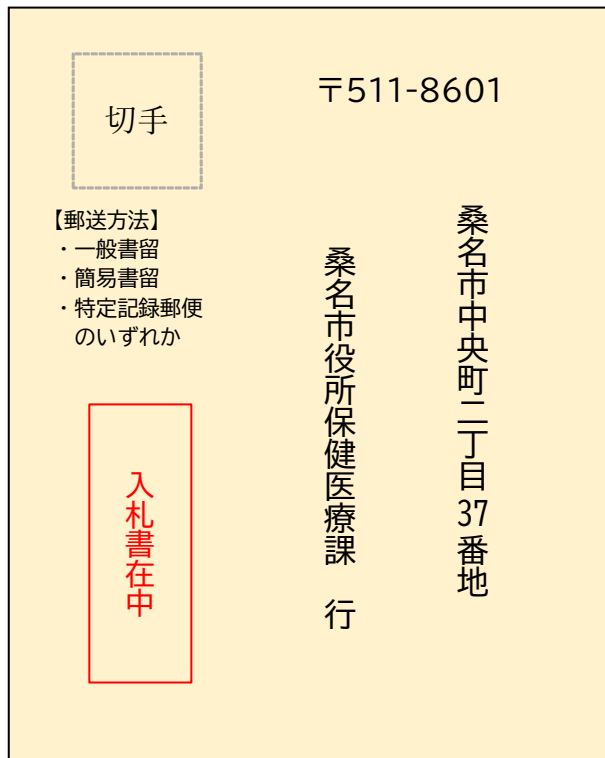 〒511-8601
桑名市中央町二丁目37番地
桑名市役所保健医療課　行
切手
【郵送方法】
・一般書留
・簡易書留
・特定記録郵便
のいずれか
入札書在中